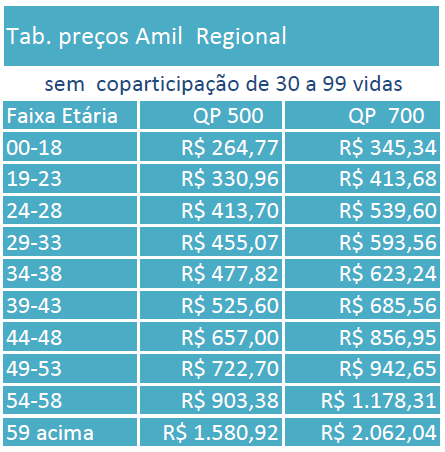 Tab. preços Amil Regional
sem coparticipação de 30 a 99 vidas
Faixa Etária QP 500 QP 700
00-18 R$ 264,77 R$ 345,34
19-23 R$ 330,96 R$ 413,68
24-28 R$ 413,70 R$ 539,60
29-33 R$ 455,07 R$ 593,56
34-38 R$ 477,82 R$ 623,24
39-43 R$ 525,60 R$ 685,56
44-48 R$ 657,00 R$ 856,95
49-53 R$ 722,70 R$ 942,65
54-58 R$ 903,38 R$ 1.178,31
59 acima R$ 1.580,92 R$ 2.062,04